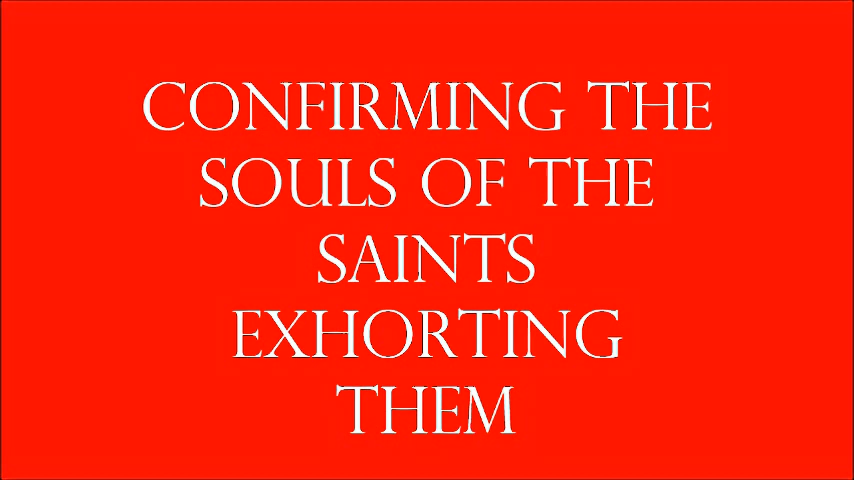 CONFIRMING THE
SOULS OF THE
SAINTS
EXHORTING
THEM